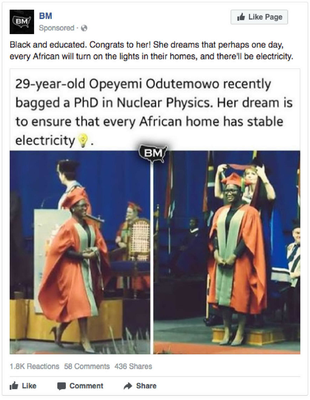 BM
BM
Sponsored ·
Like Page
Black and educated. Congrats to her! She dreams that perhaps one day,
every African will turn on the lights in their homes, and there'll be electricity.
29-year-old Opeyemi Odutemowo recently
bagged a PhD in Nuclear Physics. Her dream is
to ensure that every African home has stable
electricity💡.
BM
1.8K Reactions 58 Comments 436 Shares
Like Comment Share